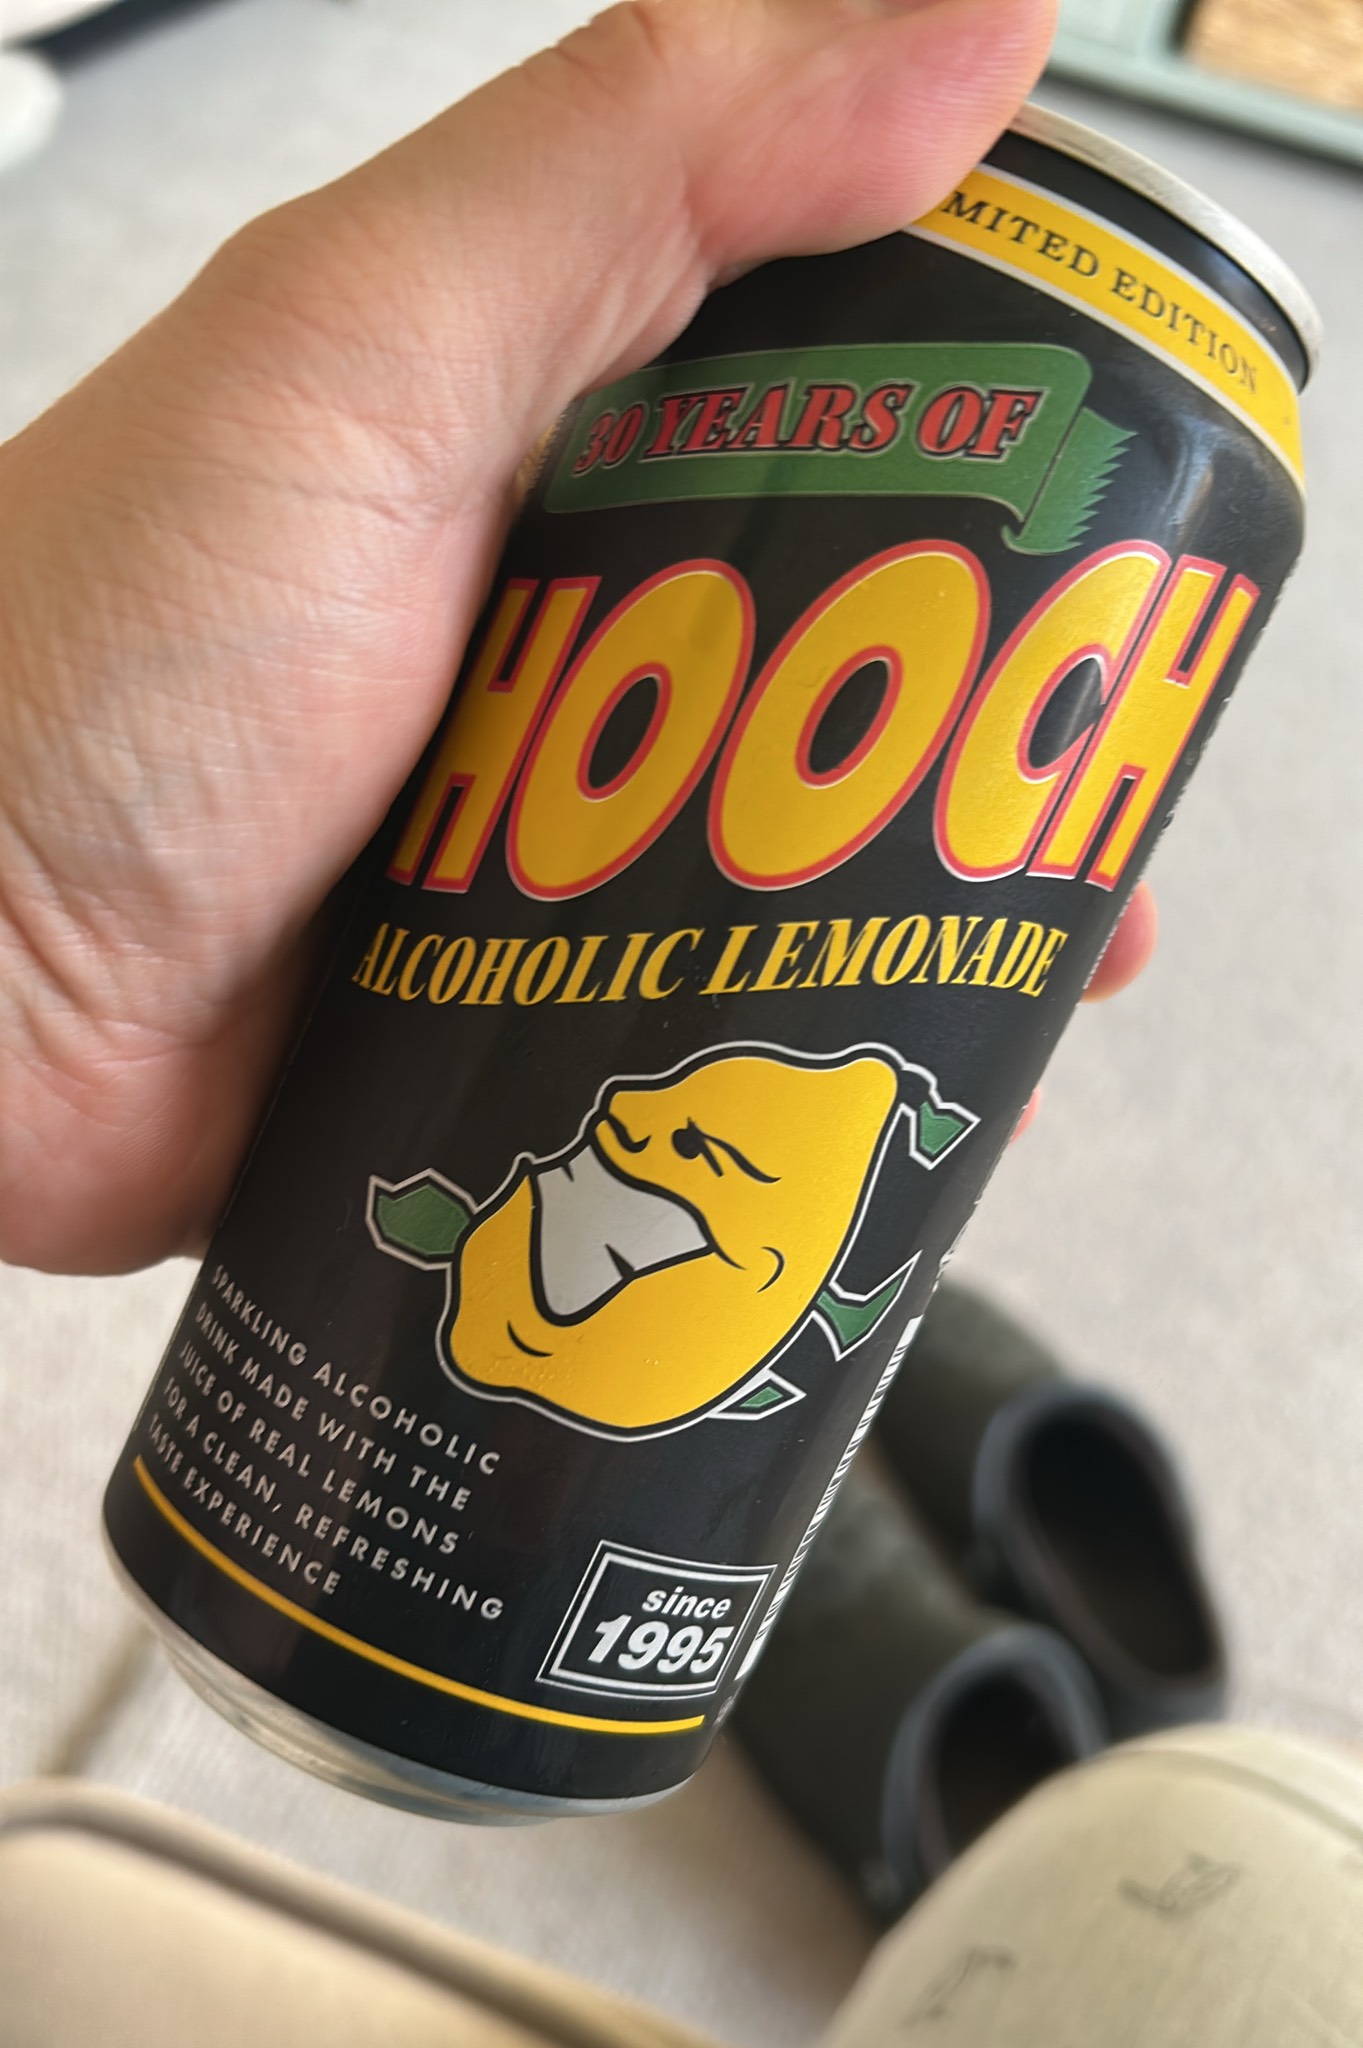 LIMITED EDITION
30 YEARS OF
HOOCH
ALCOHOLIC LEMONADE
SPARKLING ALCOHOLIC
DRINK MADE WITH THE
JUICE OF REAL LEMONS
FOR A CLEAN, REFRESHING
TASTE EXPERIENCE
since
1995